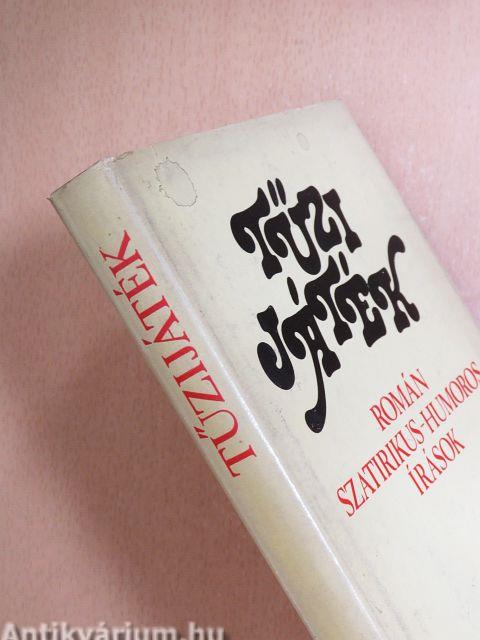 TŰZIJÁTÉK
TŰZI
JÁTÉK
ROMÁN
SZATIRIKUS-HUMOROS
ÍRÁSOK
Antikvárium.hu